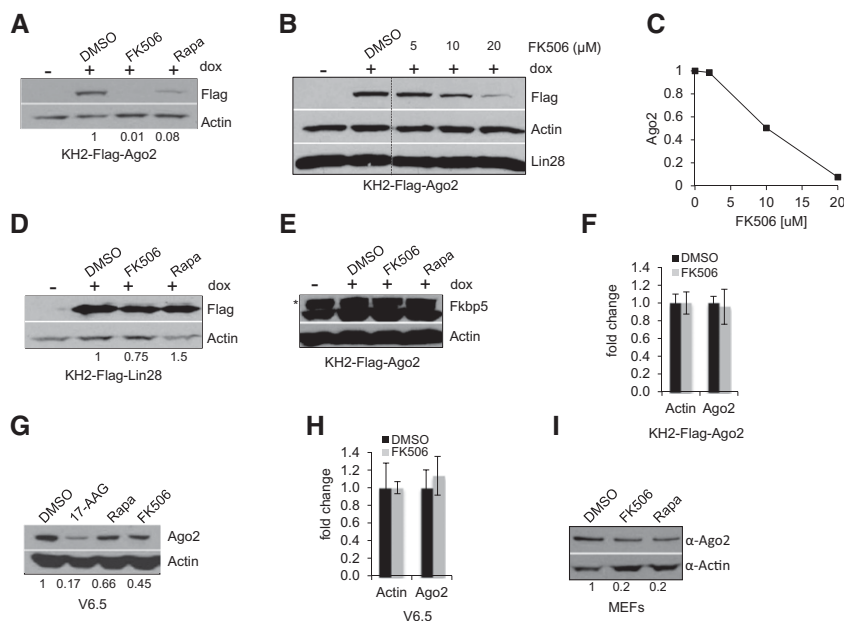 A
DMSO FK506 Rapa
- + + + dox
Flag
Actin
1 0.01 0.08
KH2-Flag-Ago2
B
DMSO 5 10 20 FK506 (µM)
- + + + + dox
Flag
Actin
Lin28
KH2-Flag-Ago2
C
1
0.8
0.6
0.4
0.2
0
Ago2
0 5 10 15 20
FK506 [uM]
D
DMSO FK506 Rapa
- + + + dox
Flag
Actin
1 0.75 1.5
KH2-Flag-Lin28
E
DMSO FK506 Rapa
- + + + dox
* Fkbp5
Actin
KH2-Flag-Ago2
F
DMSO
FK506
1.4
1.2
1.0
0.8
0.6
0.4
0.2
0.0
fold change
Actin Ago2
KH2-Flag-Ago2
G
DMSO 17-AAG Rapa FK506
Ago2
Actin
1 0.17 0.66 0.45
V6.5
H
DMSO
FK506
1.4
1.2
1.0
0.8
0.6
0.4
0.2
0.0
fold change
Actin Ago2
V6.5
I
DMSO FK506 Rapa
α-Ago2
α-Actin
1 0.2 0.2
MEFs